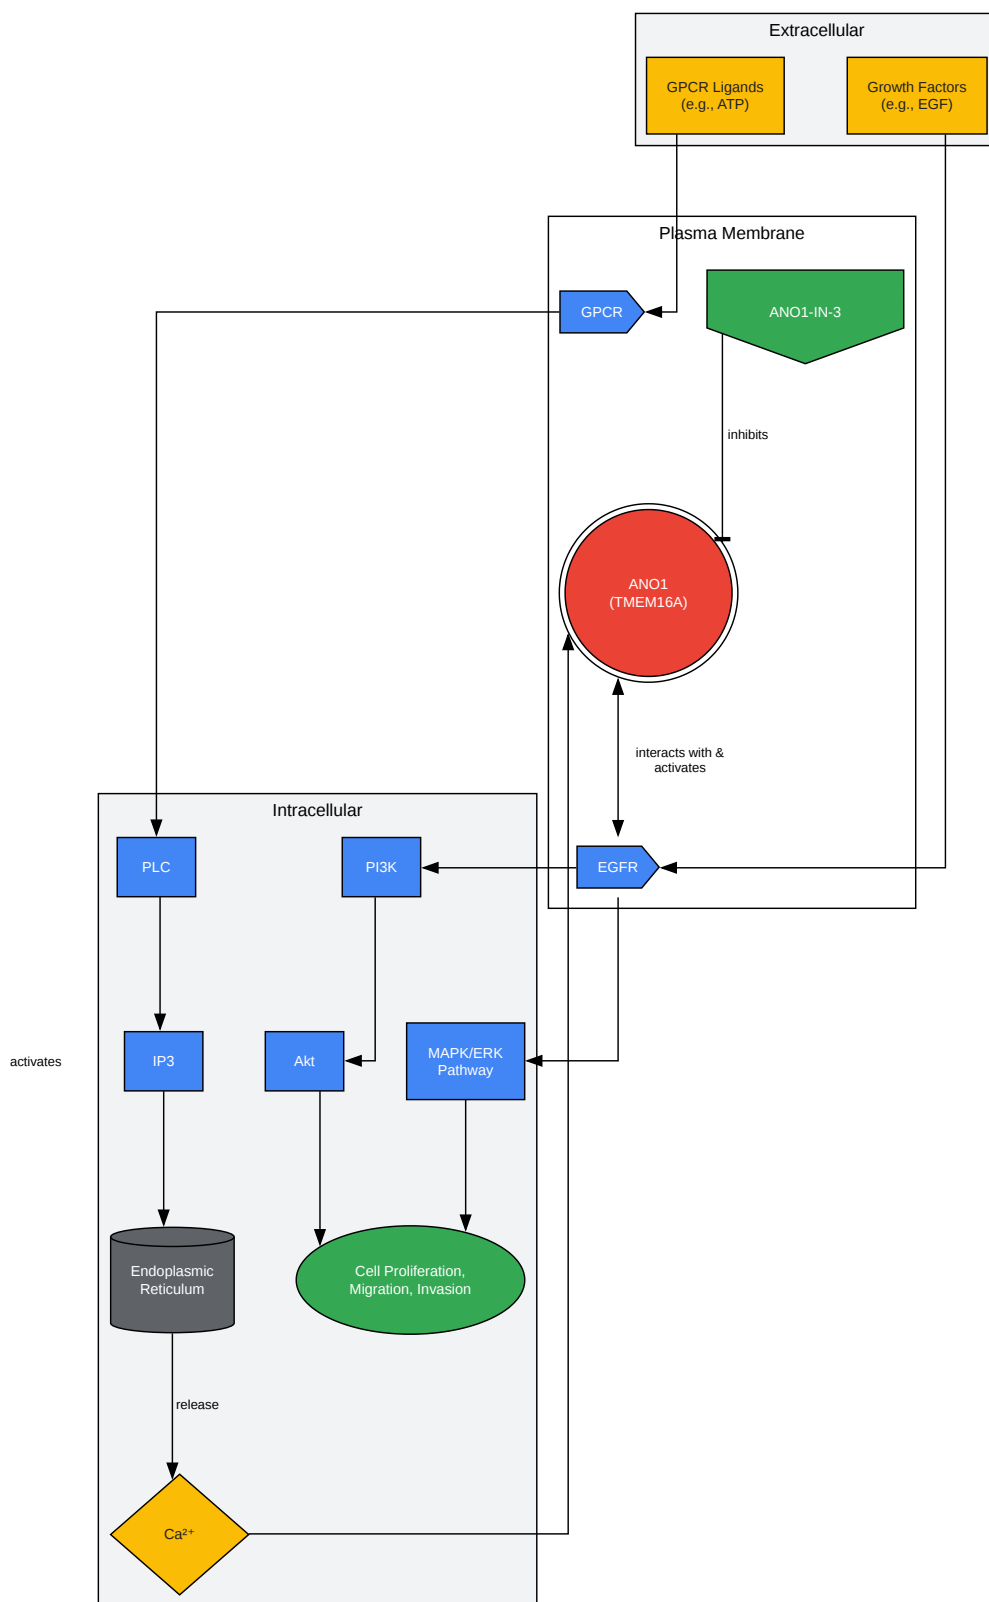 Extracellular
GPCR Ligands
(e.g., ATP)
Growth Factors
(e.g., EGF)
Plasma Membrane
GPCR
ANO1-IN-3
inhibits
ANO1
(TMEM16A)
interacts with &
activates
Intracellular
PLC
PI3K
EGFR
activates
IP3
Akt
MAPK/ERK
Pathway
Endoplasmic
Reticulum
Cell Proliferation,
Migration, Invasion
release
Ca²⁺